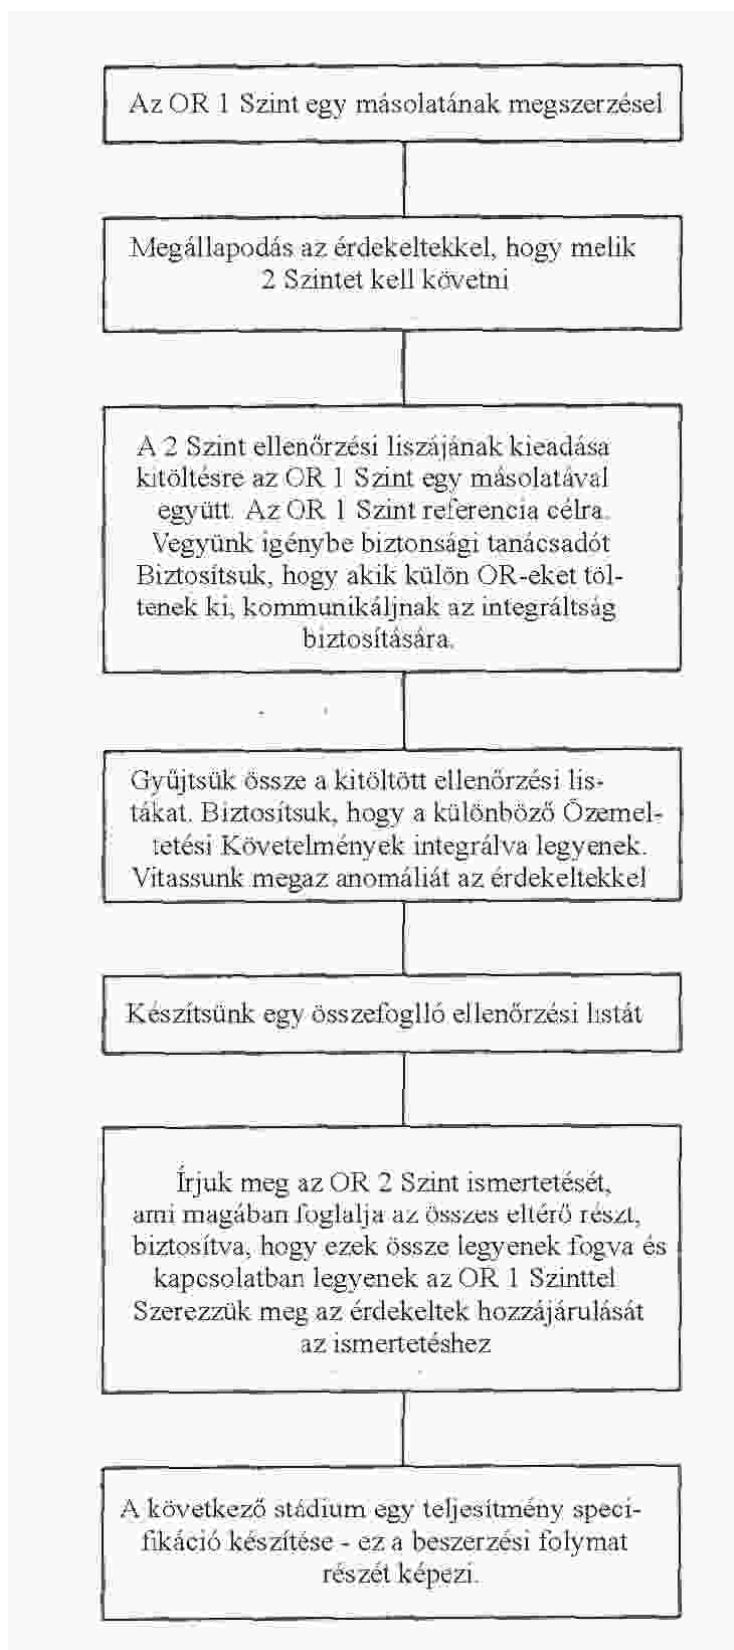 Az OR 1 Szint egy másolatának megszerzésel
Megállapodás az érdekeltekkel, hogy melik
2 Szintet kell követni
A 2 Szint ellenőrzési liszájának kieadása
kitöltésre az OR 1 Szint egy másolatával
együtt. Az OR 1 Szint referencia célra.
Vegyünk igénybe biztonsági tanácsadót
Biztosítsuk, hogy akik külön OR-eket töl-
tenek ki, kommunikáljnak az integráltság
biztosítására.
Gyűjtsük össze a kitöltött ellenőrzési lis-
tákat. Biztosítsuk, hogy a különböző Őzemel-
tetési Követelmények integrálva legyenek.
Vitassunk megaz anomáliát az érdekeltekkel
Készítsünk egy összefoglló ellenőrzési listát
Írjuk meg az OR 2 Szint ismertetését,
ami magában foglalja az összes eltérő részt,
biztosítva, hogy ezek össze legyenek fogva és
kapcsolatban legyenek az OR 1 Szinttel
Szerezzük meg az érdekeltek hozzájárulását
az ismertetéshez
A következő stádium egy teljesítmény speci-
fikáció készítése - ez a beszerzési folymat
részét képezi.